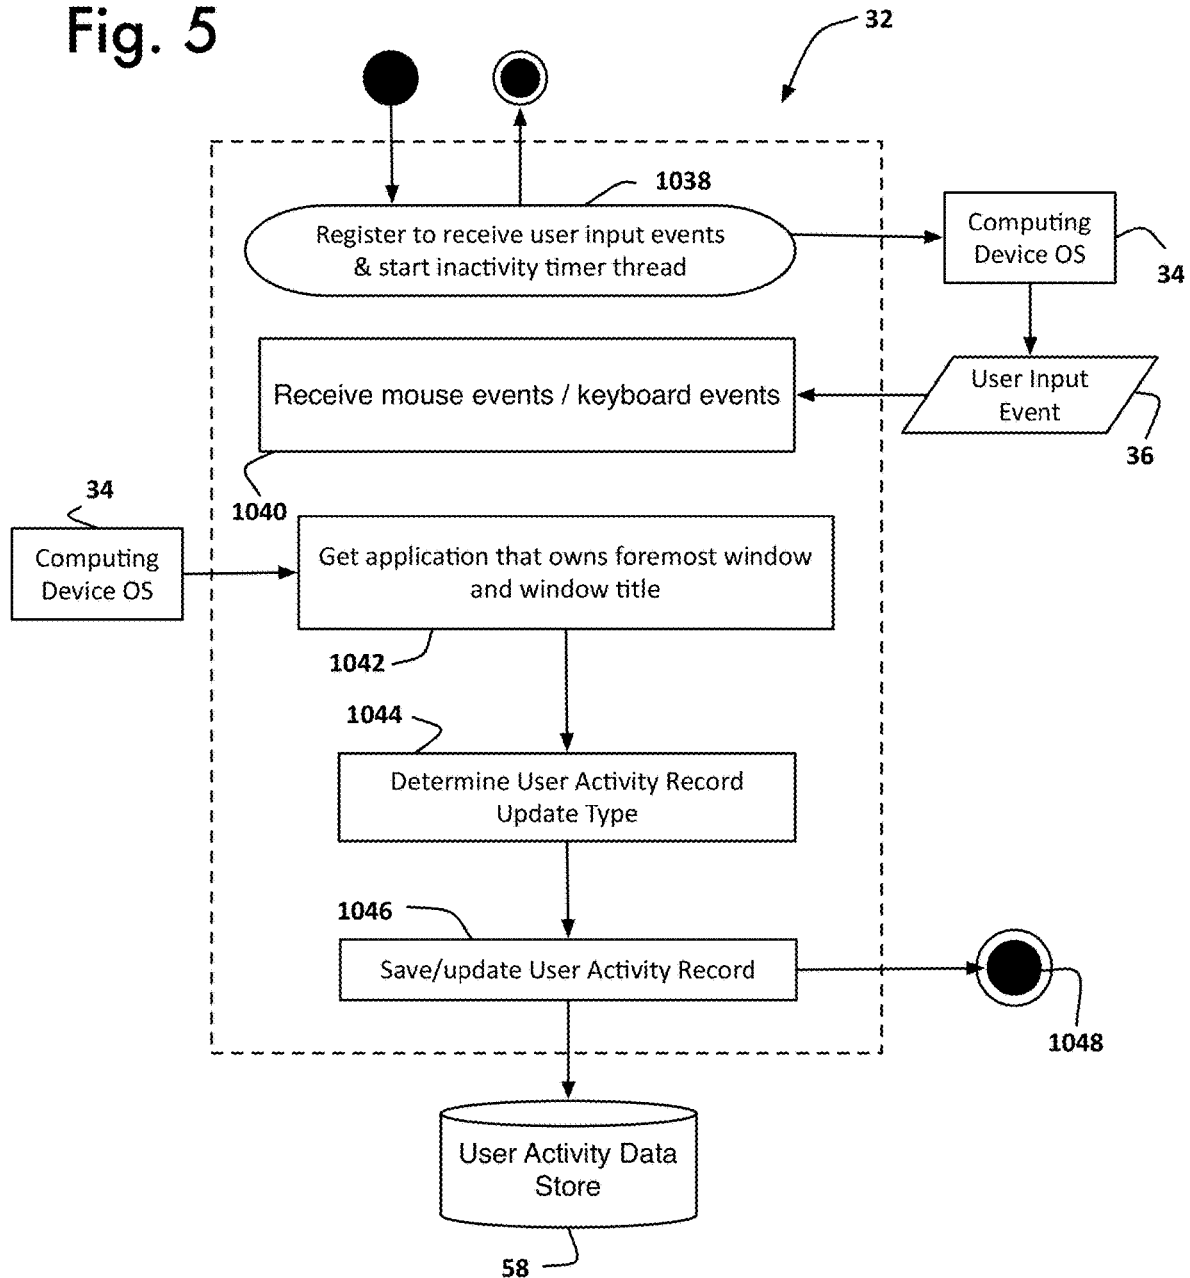 Fig. 5
32
1038
Register to receive user input events
& start inactivity timer thread
Computing
Device OS
34
Receive mouse events / keyboard events
User Input
Event
36
1040
34
Computing
Device OS
Get application that owns foremost window
and window title
1042
1044
Determine User Activity Record
Update Type
1046
Save/update User Activity Record
1048
User Activity Data
Store
58